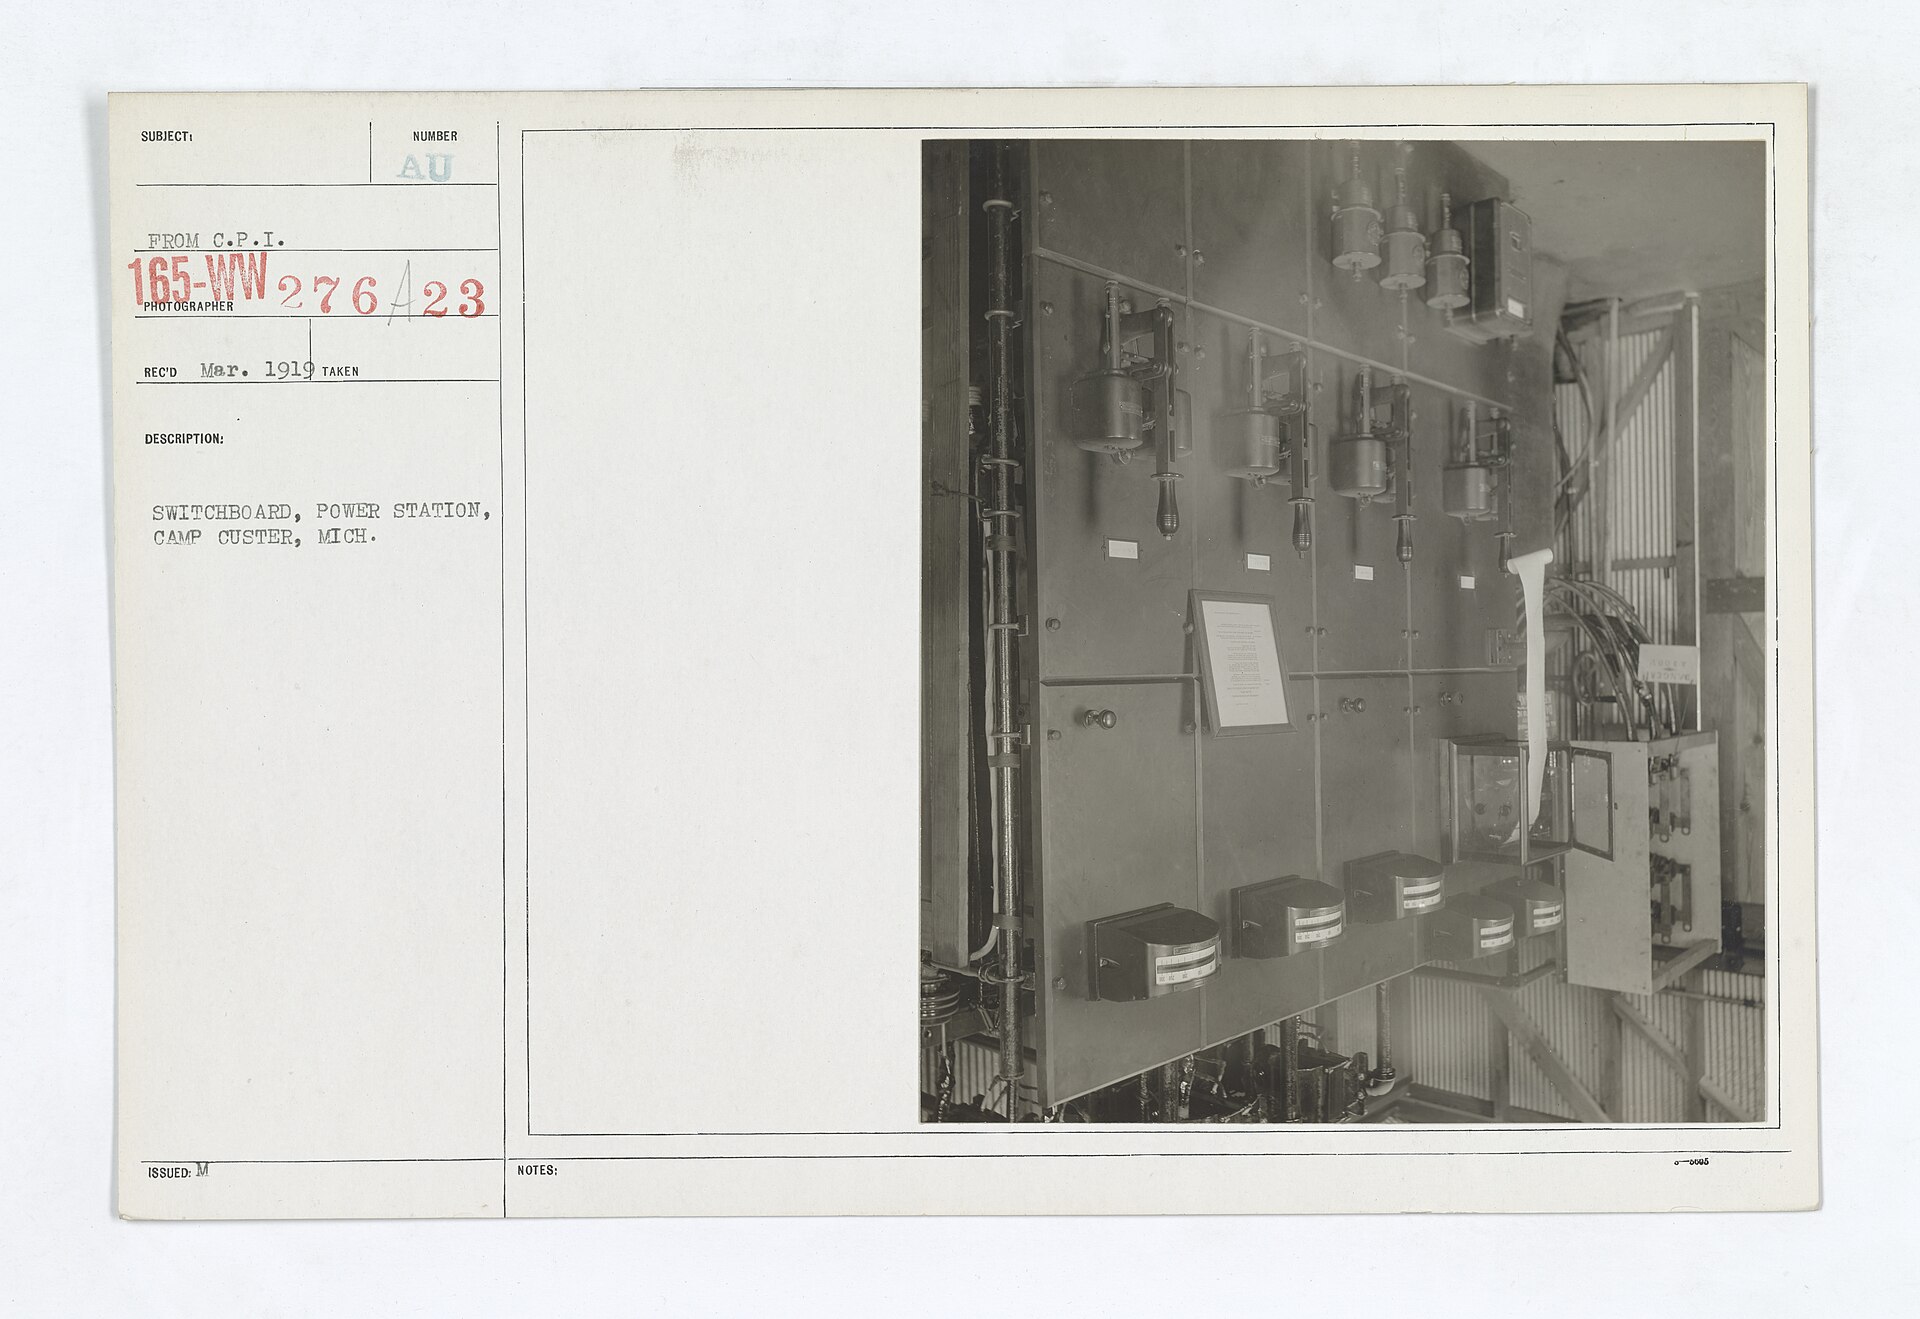 SUBJECT:
NUMBER
AU
FROM C.P.I.
165-WW 276 A 23
PHOTOGRAPHER
REC'D Mar. 1919 TAKEN
DESCRIPTION:
SWITCHBOARD, POWER STATION,
CAMP CUSTER, MICH.
ISSUED: M
NOTES: